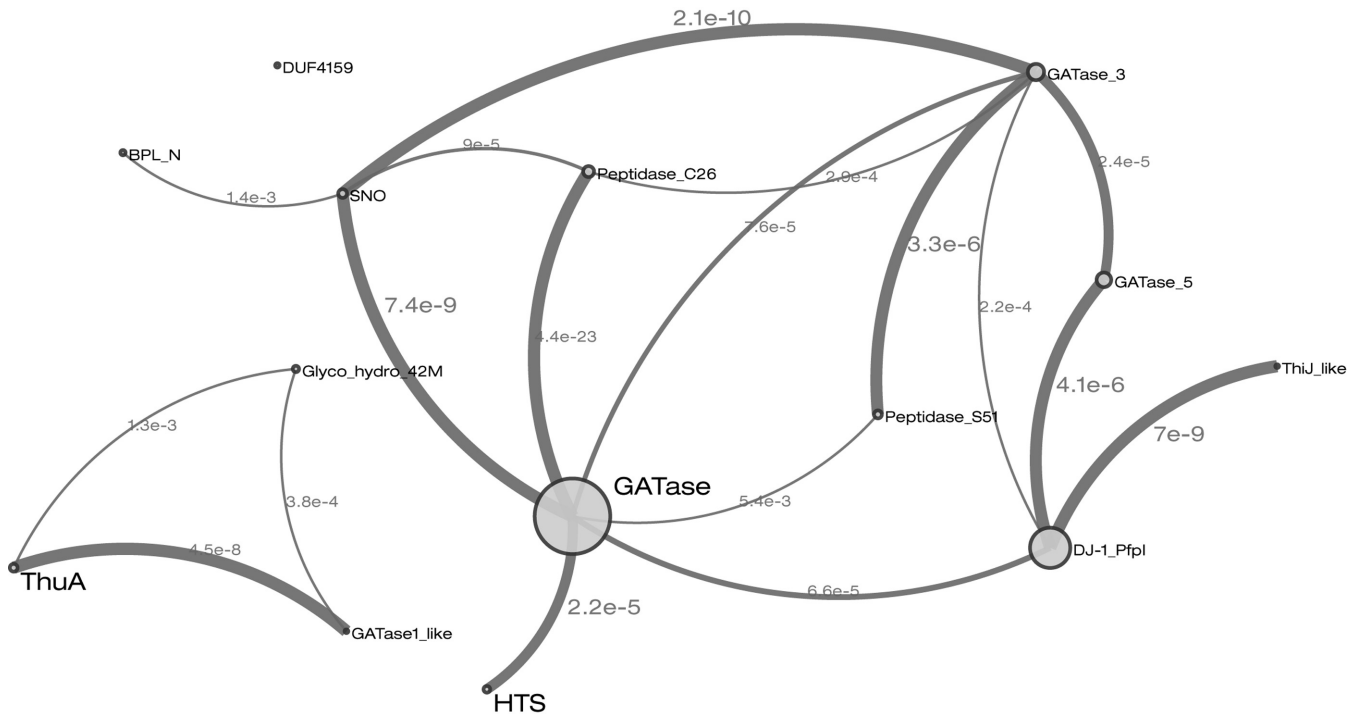 2.1e-10
DUF4159
GATase_3
9e-5
BPL_N
2.4e-5
Peptidase_C26
2.9e-4
SNO
1.4e-3
7.6e-5
3.3e-6
GATase_5
7.4e-9
2.2e-4
4.4e-23
Glyco_hydro_42M
ThiJ_like
4.1e-6
Peptidase_S51
1.3e-3
7e-9
GATase
3.8e-4
5.4e-3
4.5e-8
DJ-1_PfpI
ThuA
6.6e-5
2.2e-5
GATase1_like
HTS